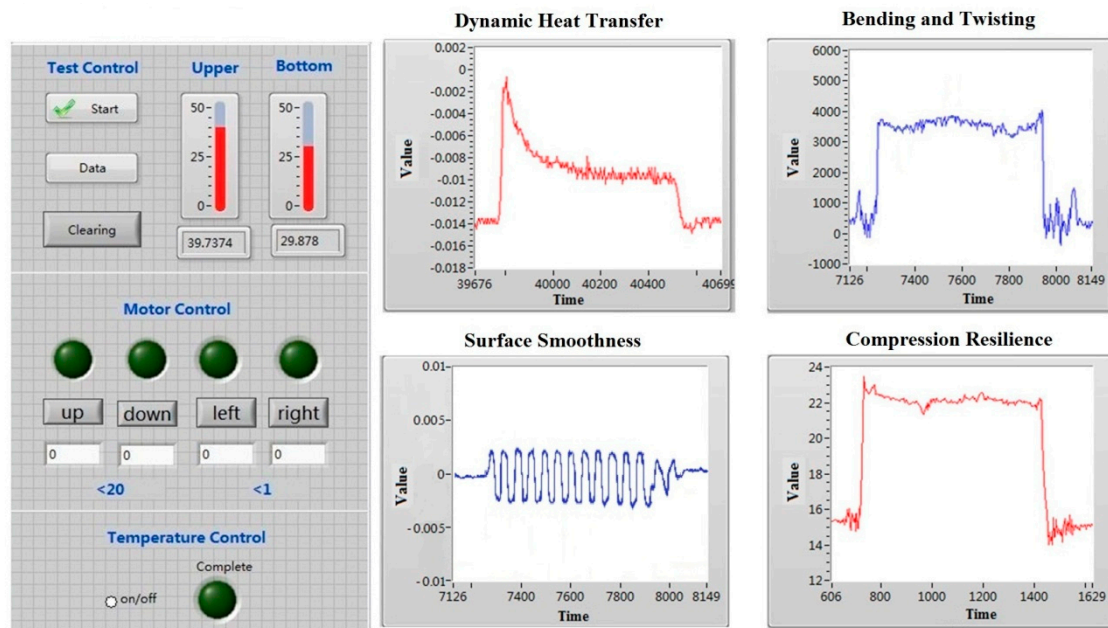 Test Control
Upper
Bottom
Start
Data
Clearing
50
25
0
50
25
0
39.7374
29.878
Motor Control
up
down
left
right
0
0
0
0
<20
<1
Temperature Control
Complete
on/off
Dynamic Heat Transfer
0.002
0
-0.002
-0.004
-0.006
-0.008
-0.01
-0.012
-0.014
-0.016
-0.018
Value
39676 40000 40200 40400 40699
Time
Bending and Twisting
6000
5000
4000
3000
2000
1000
0
-1000
Value
7126 7400 7600 7800 8000 8149
Time
Surface Smoothness
0.01
0.005
0
-0.005
-0.01
Value
7126 7400 7600 7800 8000 8149
Time
Compression Resilience
24
22
20
18
16
14
12
Value
606 800 1000 1200 1400 1629
Time